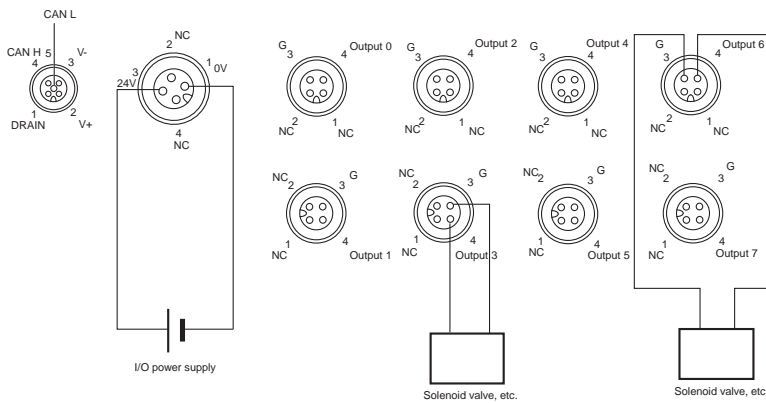 CAN L
CAN H 5 V-
4 3
1 2
DRAIN V+
NC
2
3 1 0V
24V
4
NC
I/O power supply
G 4 Output 0
3
2 1
NC NC
G 4 Output 2
3
2 1
NC NC
G 4 Output 4
3
2 1
NC NC
G 4 Output 6
3
2 1
NC NC
NC 2 3 G
1 4
NC Output 1
NC 2 3 G
1 4
NC Output 3
NC 2 3 G
1 4
NC Output 5
NC 2 3 G
1 4
NC Output 7
Solenoid valve, etc.
Solenoid valve, etc